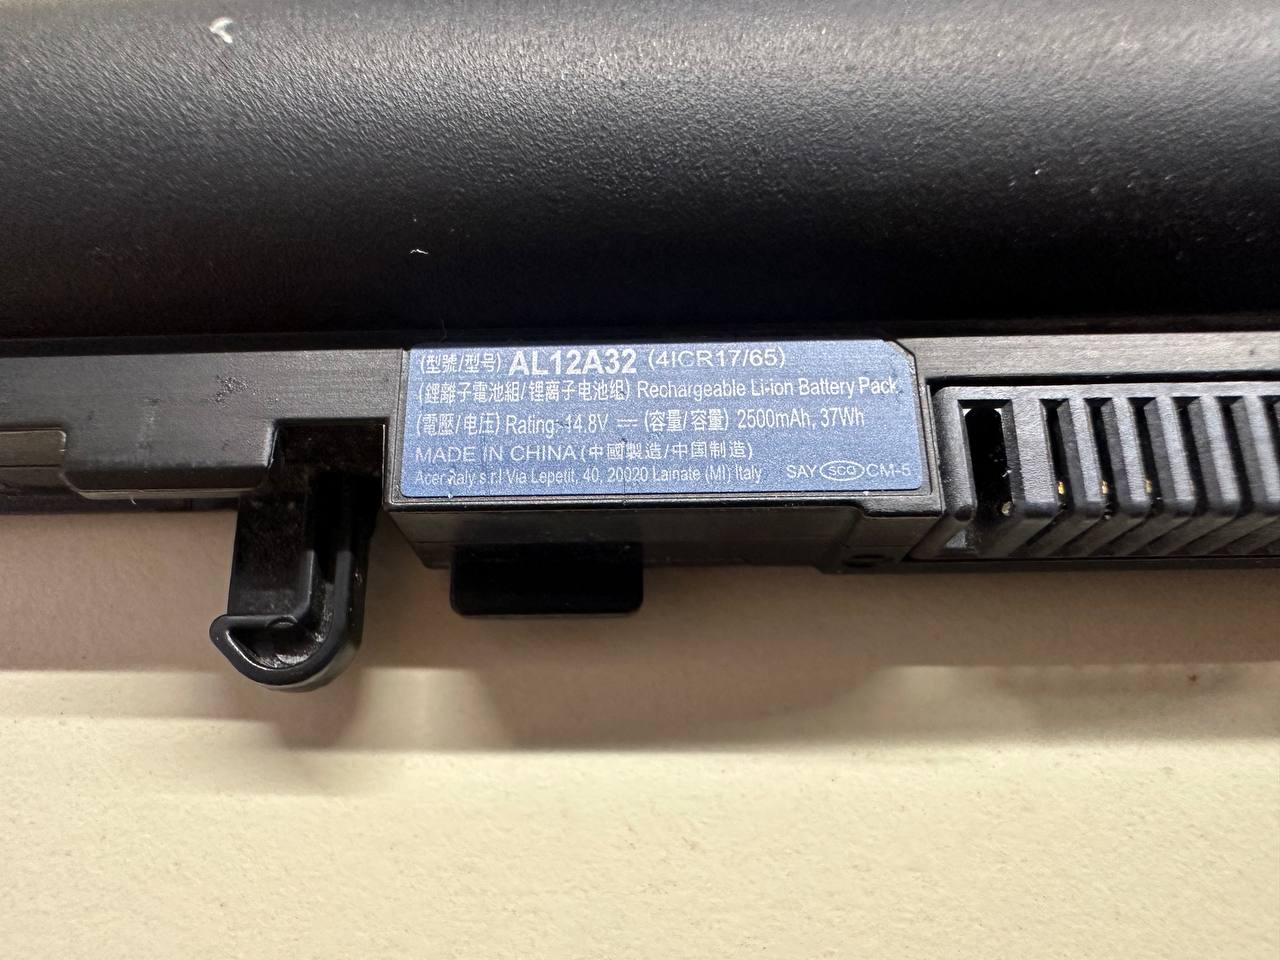 (型號/型号) AL12A32 (4ICR17/65)
(鋰離子電池組/锂离子电池组) Rechargeable Li-ion Battery Pack
(電壓/电压) Rating: 14.8V ⎓ (容量/容量) 2500mAh, 37Wh
MADE IN CHINA (中國製造/中国制造)
Acer Italy s.r.l Via Lepetit, 40, 20020 Lainate (MI) Italy SAY SCG CM-5